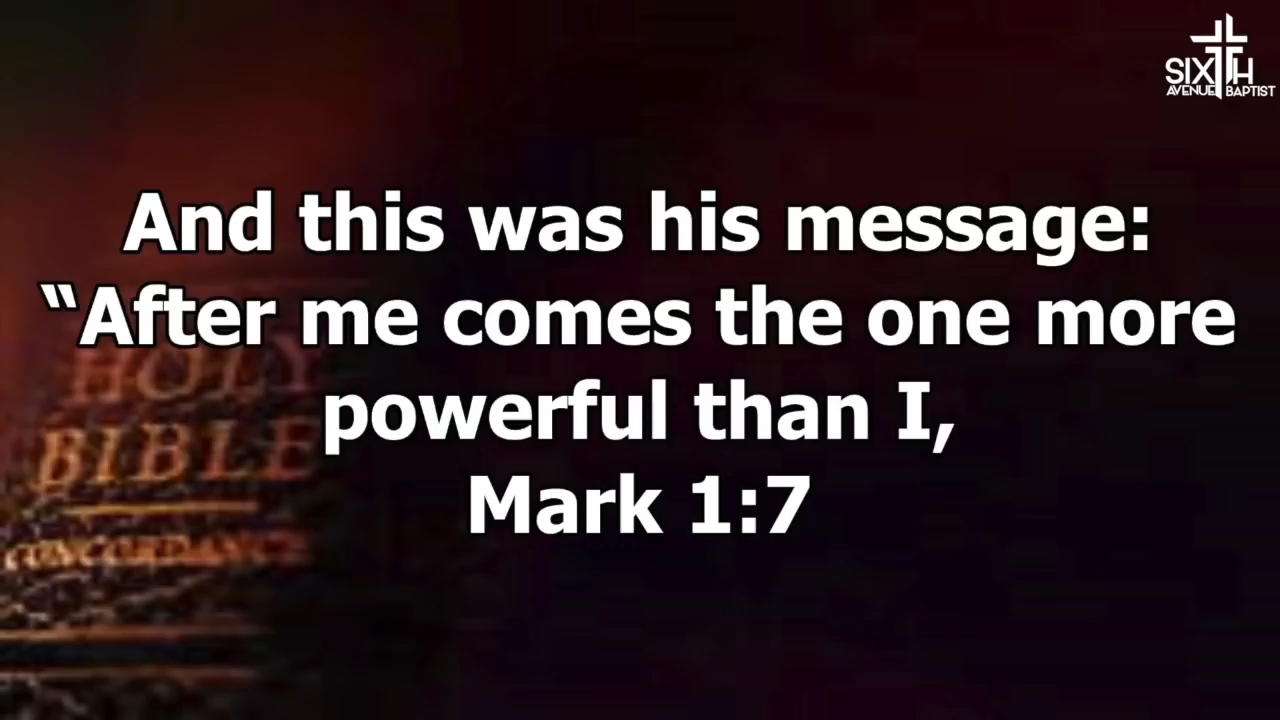 SIXTH
AVENUE BAPTIST
And this was his message:
“After me comes the one more
powerful than I,
Mark 1:7
HOLY
BIBLE
CONCORDANCE